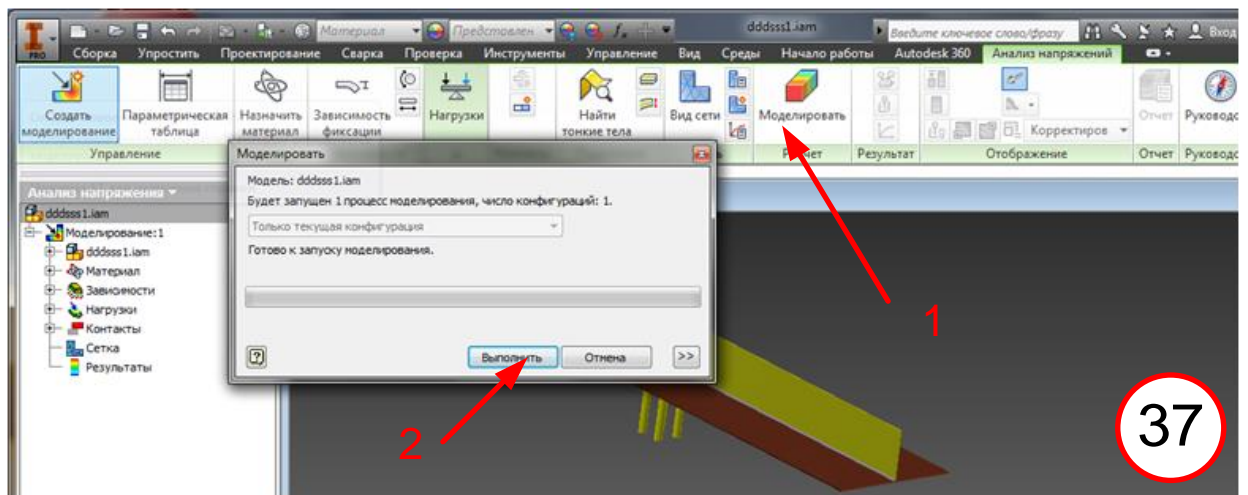 Материал
Представлен
dddsss1.iam
Введите ключевое слово/фразу
Вход
PRO
Сборка Упростить Проектирование Сварка Проверка Инструменты Управление Вид Среды Начало работы Autodesk 360 Анализ напряжений
Создать моделирование
Параметрическая таблица
Назначить материал
Зависимость фиксации
Нагрузки
Найти тонкие тела
Вид сети
Моделировать
Корректиров
Отчет
Руководс
Управление
Расчет
Результат
Отображение
Отчет
Руководс
Моделировать
Модель: dddsss1.iam
Будет запущен 1 процесс моделирования, число конфигураций: 1.
Только текущая конфигурация
Готово к запуску моделирования.
Выполнить
Отмена
>>
Анализ напряжения
dddsss1.iam
Моделирование:1
dddsss1.iam
Материал
Зависимости
Нагрузки
Контакты
Сетка
Результаты
1
2
37